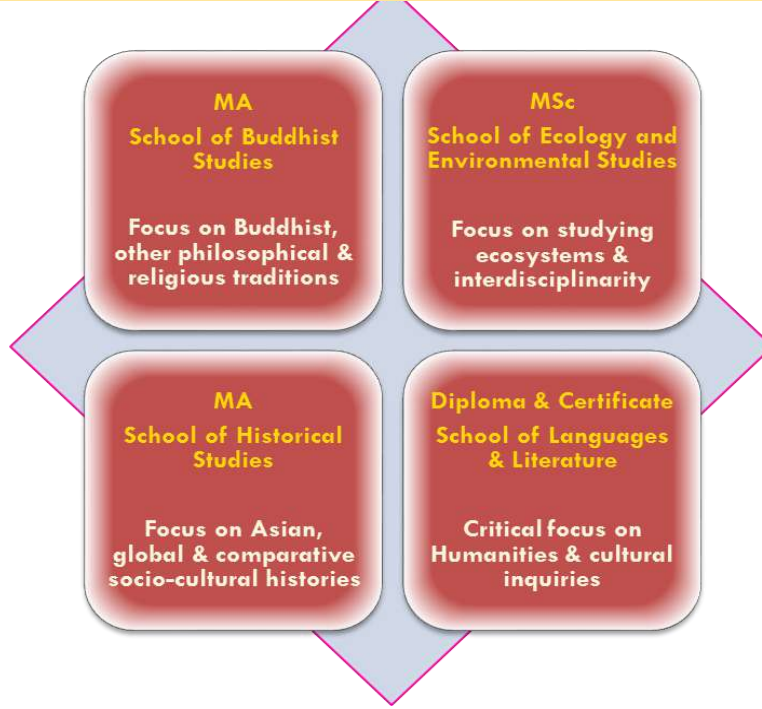 MA
School of Buddhist
Studies
Focus on Buddhist,
other philosophical &
religious traditions
MSc
School of Ecology and
Environmental Studies
Focus on studying
ecosystems &
interdisciplinarity
MA
School of Historical
Studies
Focus on Asian,
global & comparative
socio-cultural histories
Diploma & Certificate
School of Languages
& Literature
Critical focus on
Humanities & cultural
inquiries